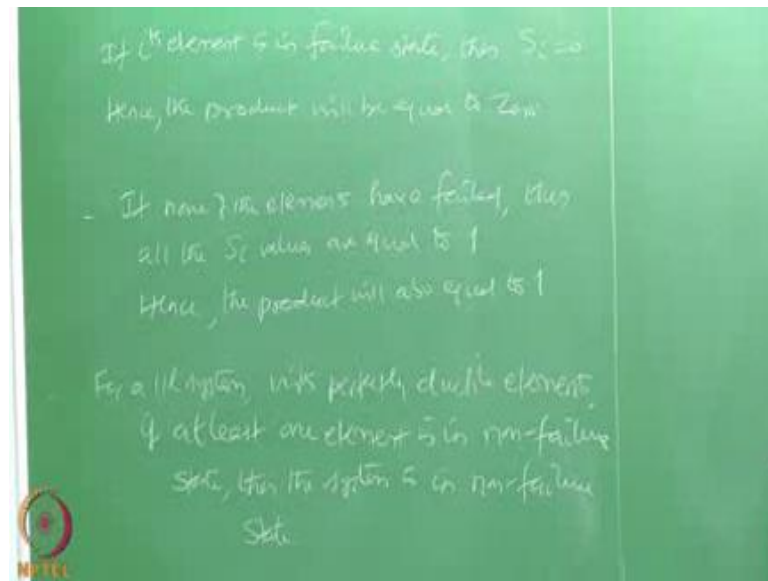 If ith element is in failure state, then Si = 0
Hence, the product will be equal to Zero
- If none of the elements have failed, then
all the Si values are equal to 1
Hence, the product will also equal to 1
For a ||el system, with perfectly ductile elements,
if atleast one element is in non-failure
state, then the system is in non-failure
State
NPTEL